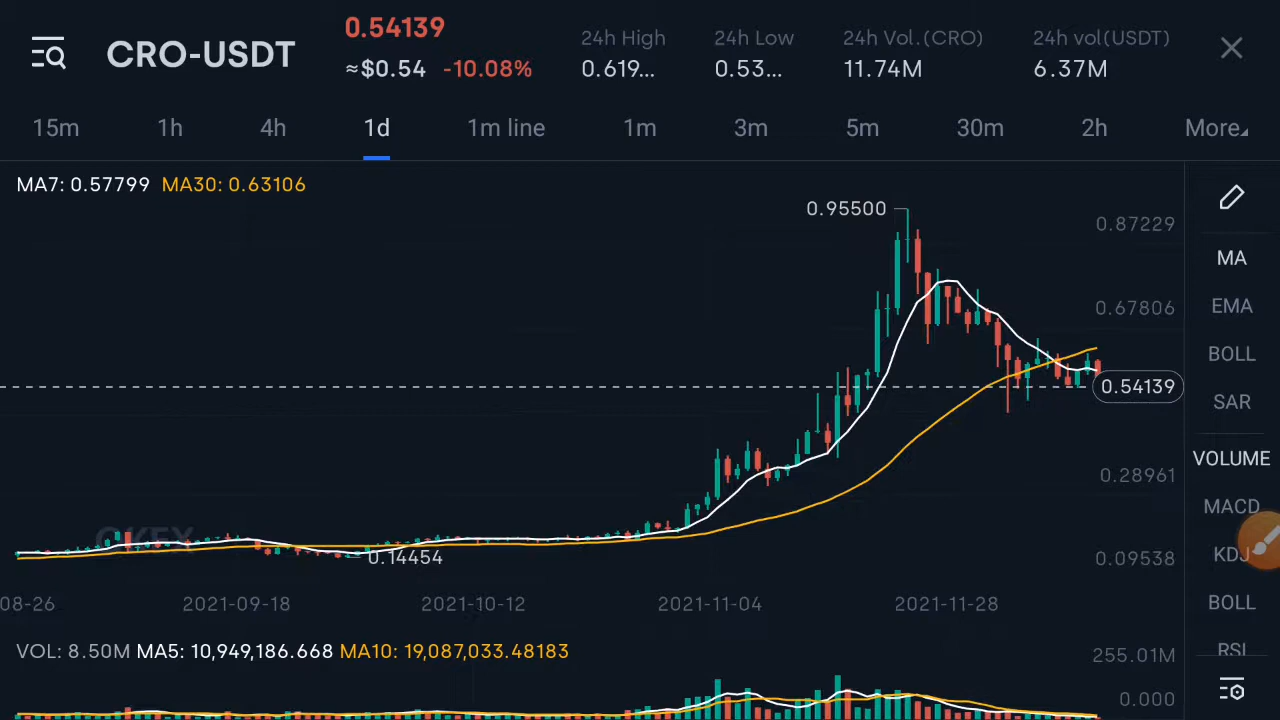 0.54139
CRO-USDT
≈$0.54 -10.08%
24h High 24h Low 24h Vol.(CRO) 24h vol(USDT)
0.619... 0.53... 11.74M 6.37M
15m 1h 4h 1d 1m line 1m 3m 5m 30m 2h More
MA7: 0.57799 MA30: 0.63106
0.95500
0.87229
MA
EMA
0.67806
BOLL
0.54139
SAR
VOLUME
0.28961
MACD
OKEX
0.14454
0.09538
KDJ
08-26 2021-09-18 2021-10-12 2021-11-04 2021-11-28
BOLL
VOL: 8.50M MA5: 10,949,186.668 MA10: 19,087,033.48183
255.01M
RSI
0.000